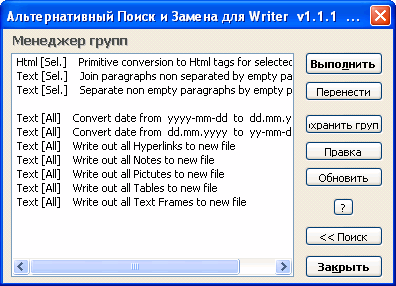 Альтернативный Поиск и Замена для Writer v1.1.1 ...
Менеджер групп
Html [Sel.] Primitive conversion to Html tags for selected
Text [Sel.] Join paragraphs non separated by empty pa
Text [Sel.] Separate non empty paragraphs by empty p
Text [All] Convert date from yyyy-mm-dd to dd.mm.y
Text [All] Convert date from dd.mm.yyyy to yy-mm-d
Text [All] Write out all Hyperlinks to new file
Text [All] Write out all Notes to new file
Text [All] Write out all Pictutes to new file
Text [All] Write out all Tables to new file
Text [All] Write out all Text Frames to new file
Выполнить
Перенести
охранить груп
Правка
Обновить
?
<< Поиск
Закрыть